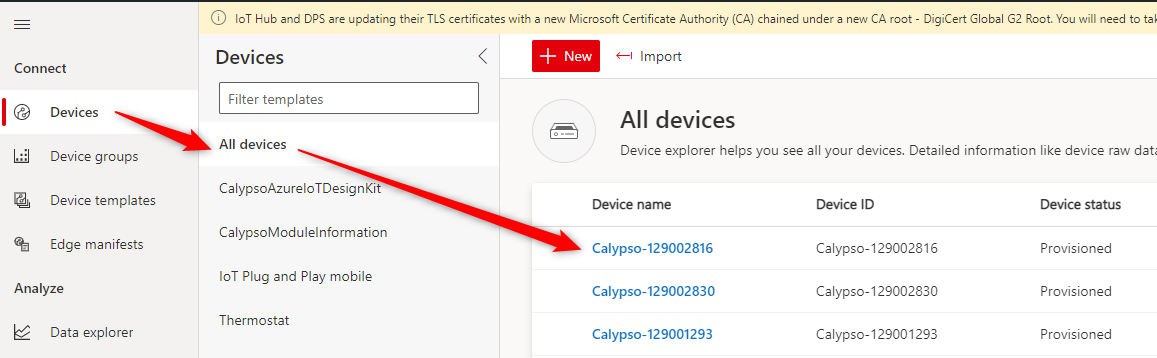 IoT Hub and DPS are updating their TLS certificates with a new Microsoft Certificate Authority (CA) chained under a new CA root - DigiCert Global G2 Root. You will need to tak
Connect
Devices
Device groups
Device templates
Edge manifests
Analyze
Data explorer
Devices
Filter templates
All devices
CalypsoAzureIoTDesignKit
CalypsoModuleInformation
IoT Plug and Play mobile
Thermostat
New Import
All devices
Device explorer helps you see all your devices. Detailed information like device raw data
Device name Device ID Device status
Calypso-129002816 Calypso-129002816 Provisioned
Calypso-129002830 Calypso-129002830 Provisioned
Calypso-129001293 Calypso-129001293 Provisioned